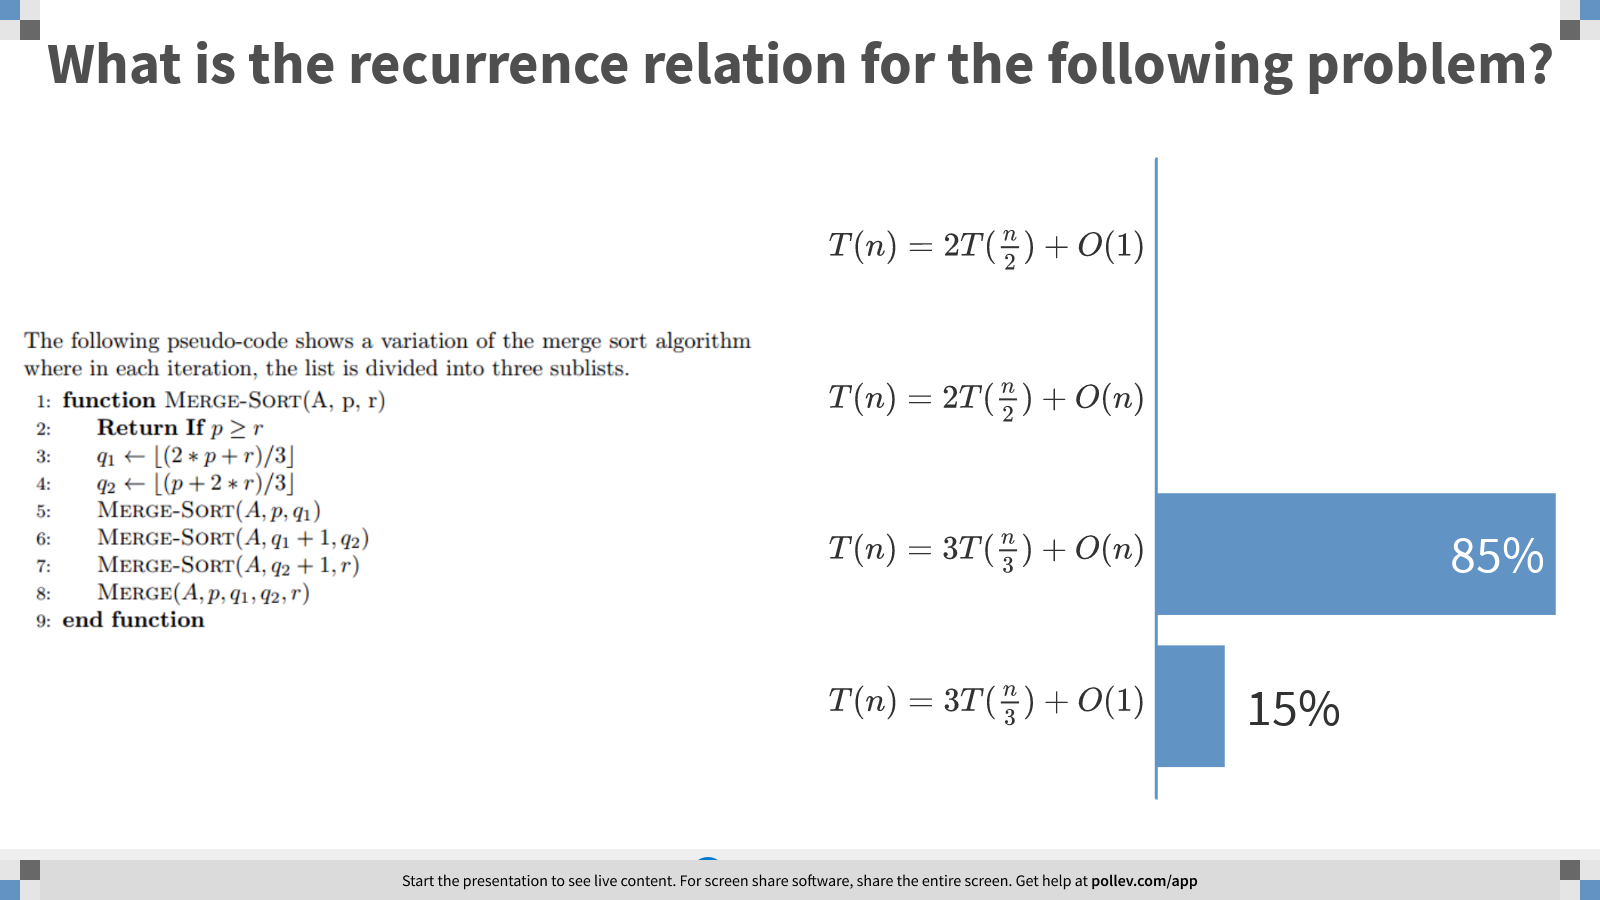 What is the recurrence relation for the following problem?
The following pseudo-code shows a variation of the merge sort algorithm
where in each iteration, the list is divided into three sublists.
1: function MERGE-SORT(A, p, r)
2: Return If p ≥ r
3: q₁ ← ⌊(2 * p + r)/3⌋
4: q₂ ← ⌊(p + 2 * r)/3⌋
5: MERGE-SORT(A, p, q₁)
6: MERGE-SORT(A, q₁ + 1, q₂)
7: MERGE-SORT(A, q₂ + 1, r)
8: MERGE(A, p, q₁, q₂, r)
9: end function
T(n) = 2T(n/2) + O(1)
T(n) = 2T(n/2) + O(n)
T(n) = 3T(n/3) + O(n) 85%
T(n) = 3T(n/3) + O(1) 15%
Start the presentation to see live content. For screen share software, share the entire screen. Get help at pollev.com/app